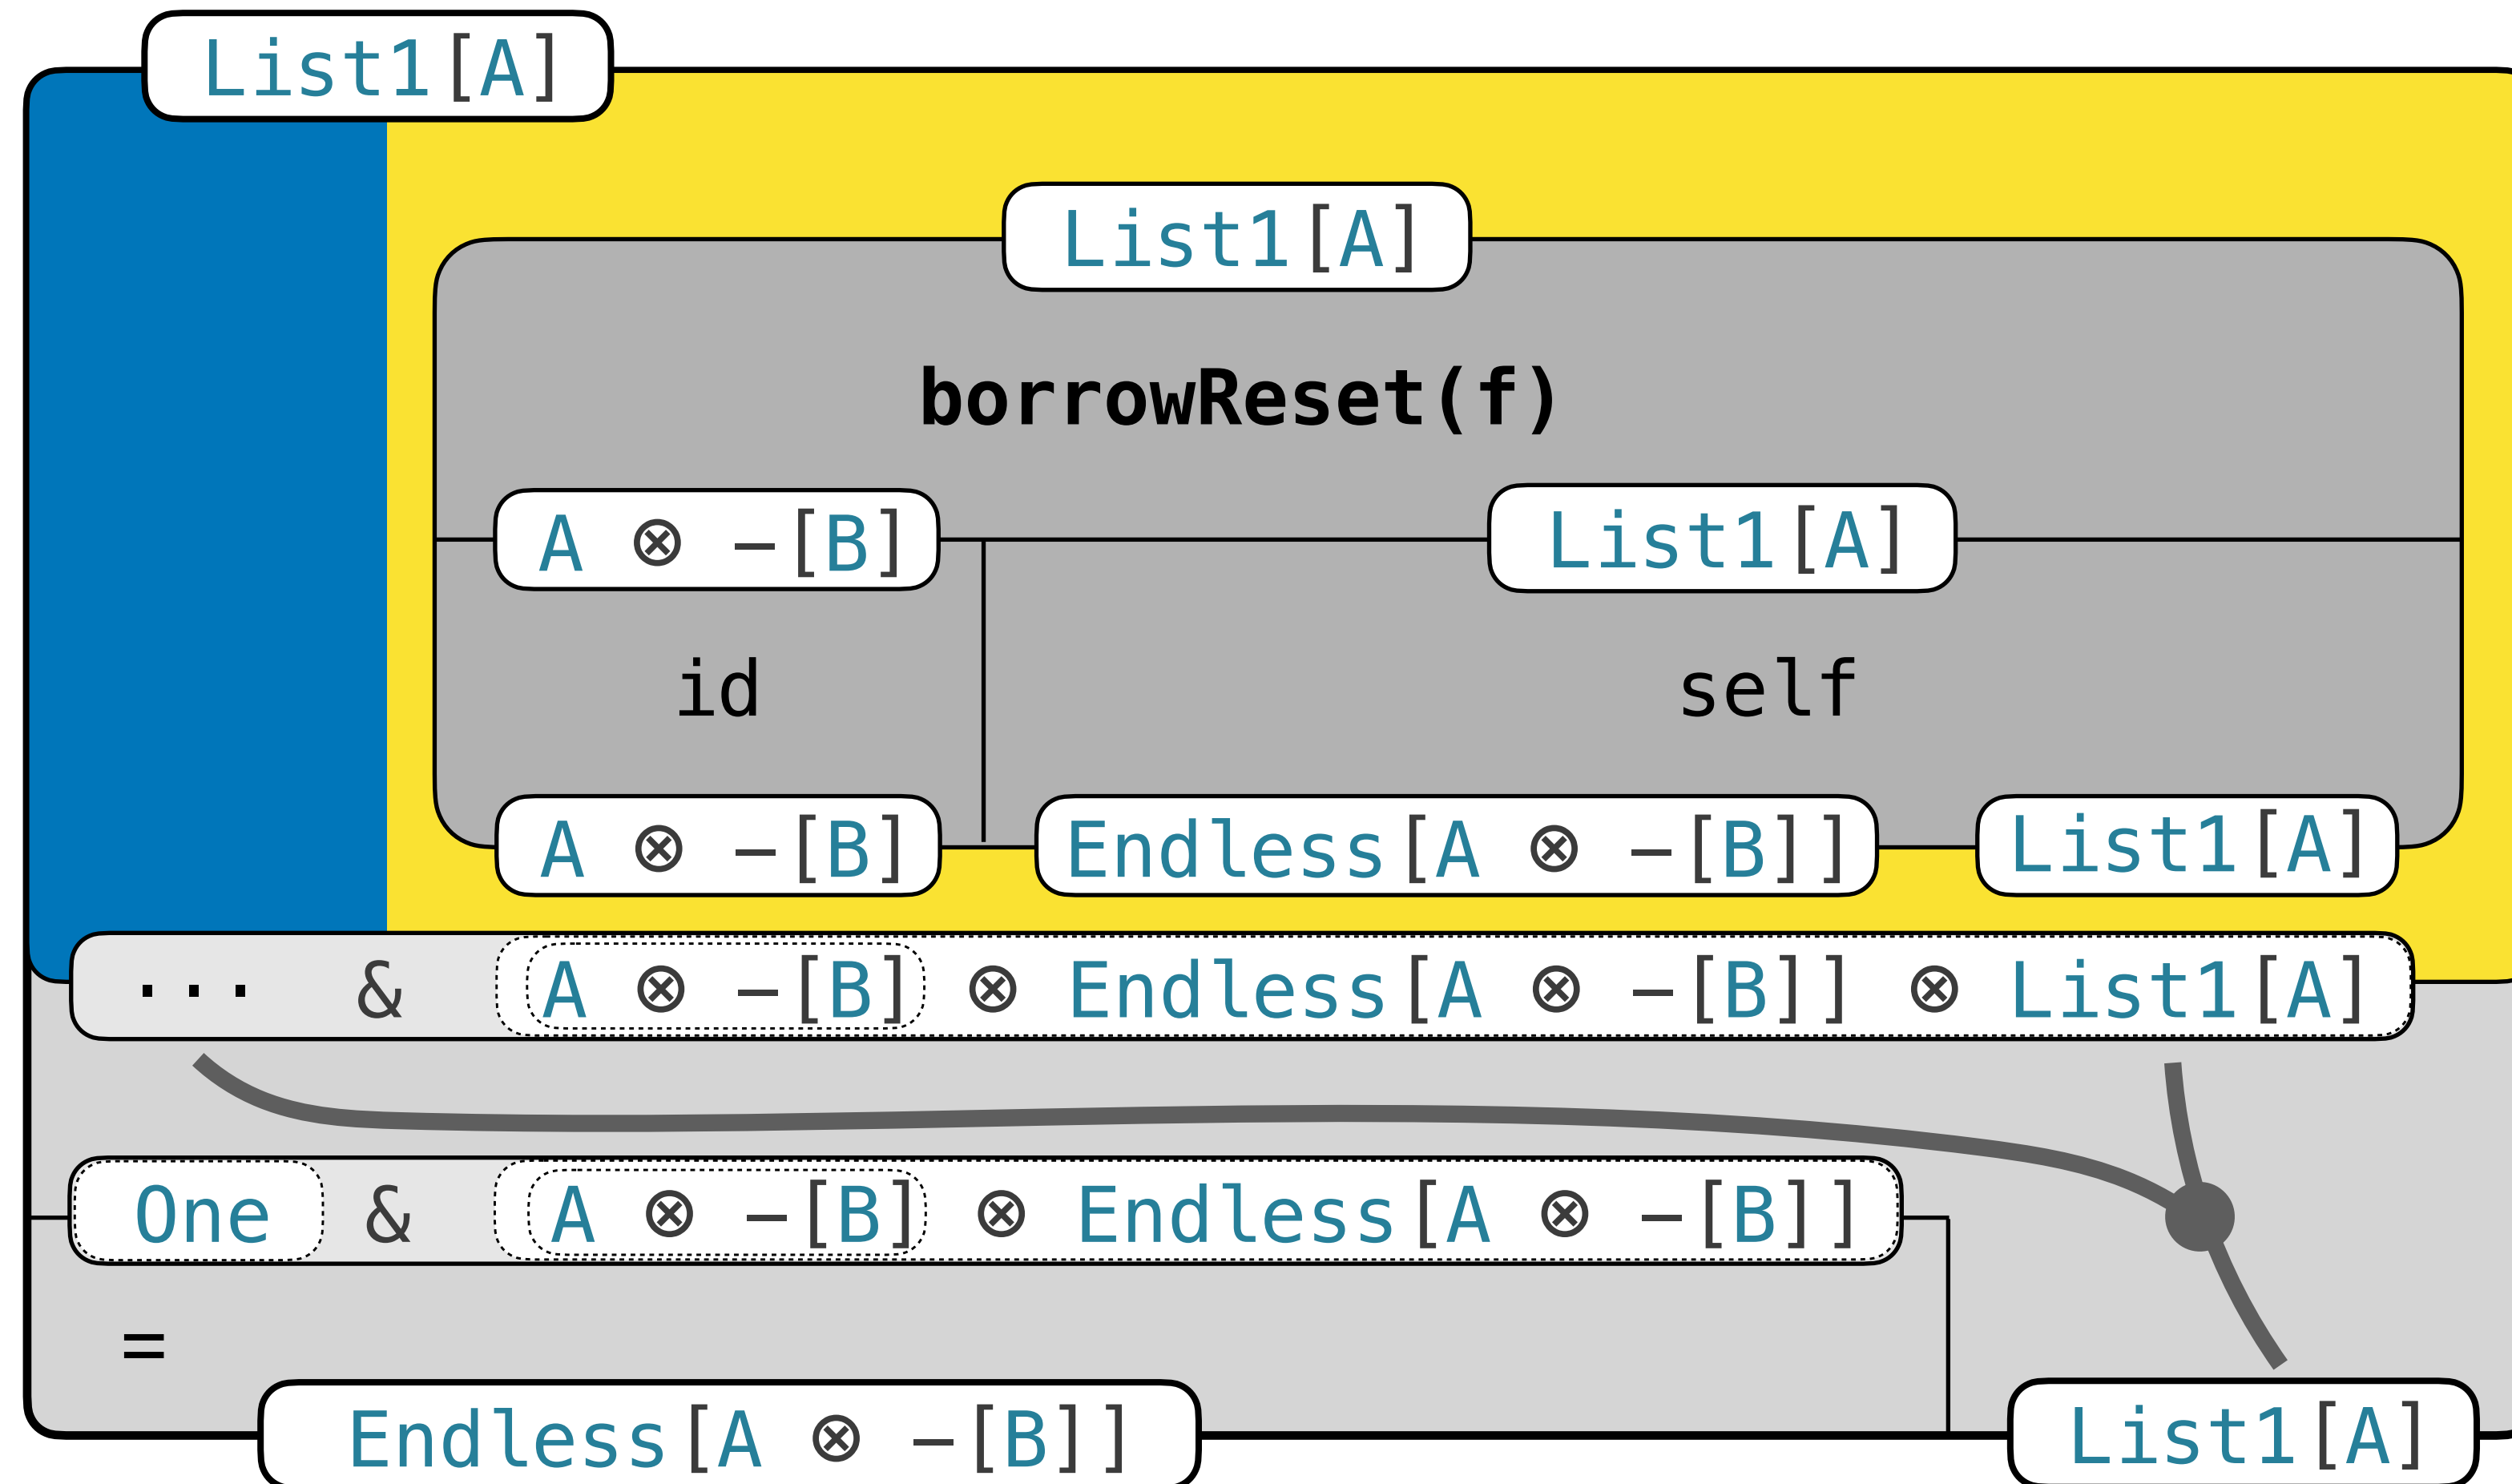 List1[A]
List1[A]
borrowReset(f)
A ⊗ –[B] List1[A]
id self
A ⊗ –[B] Endless[A ⊗ –[B]] List1[A]
... & A ⊗ –[B] ⊗ Endless[A ⊗ –[B]] ⊗ List1[A]
One & A ⊗ –[B] ⊗ Endless[A ⊗ –[B]]
=
Endless[A ⊗ –[B]] List1[A]